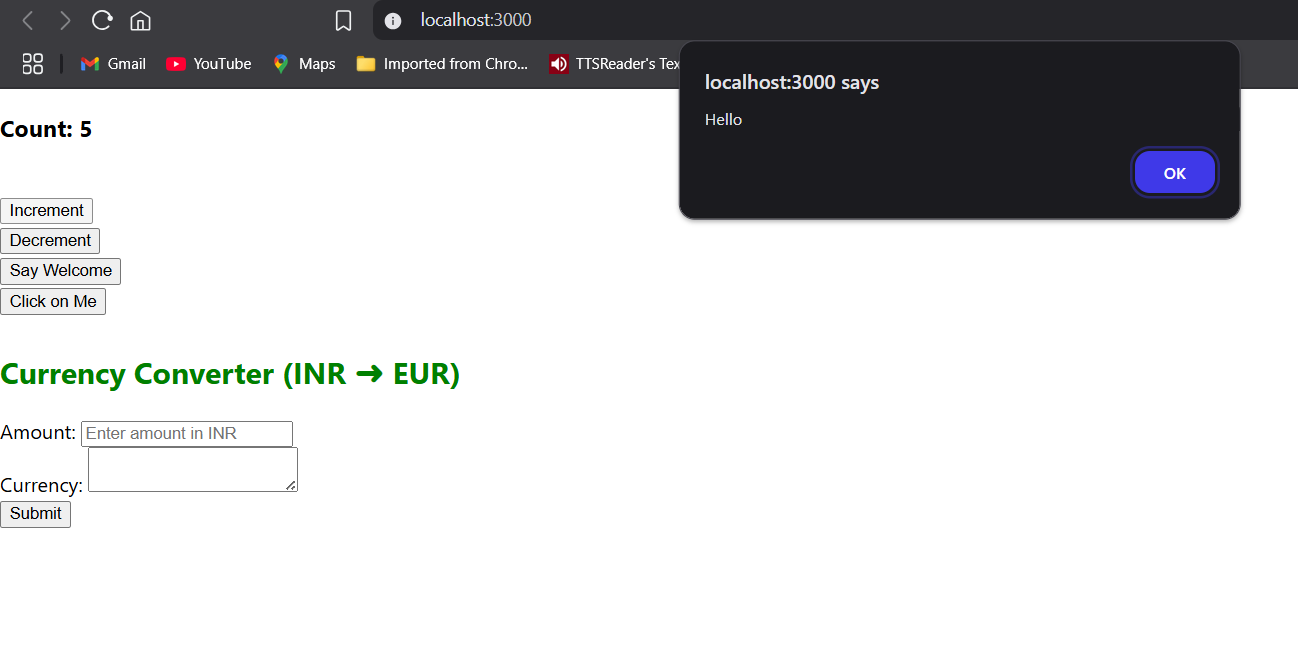 localhost:3000
Gmail YouTube Maps Imported from Chro... TTSReader's Tex
localhost:3000 says
Hello
OK
Count: 5
Increment
Decrement
Say Welcome
Click on Me
Currency Converter (INR ➜ EUR)
Amount: Enter amount in INR
Currency:
Submit